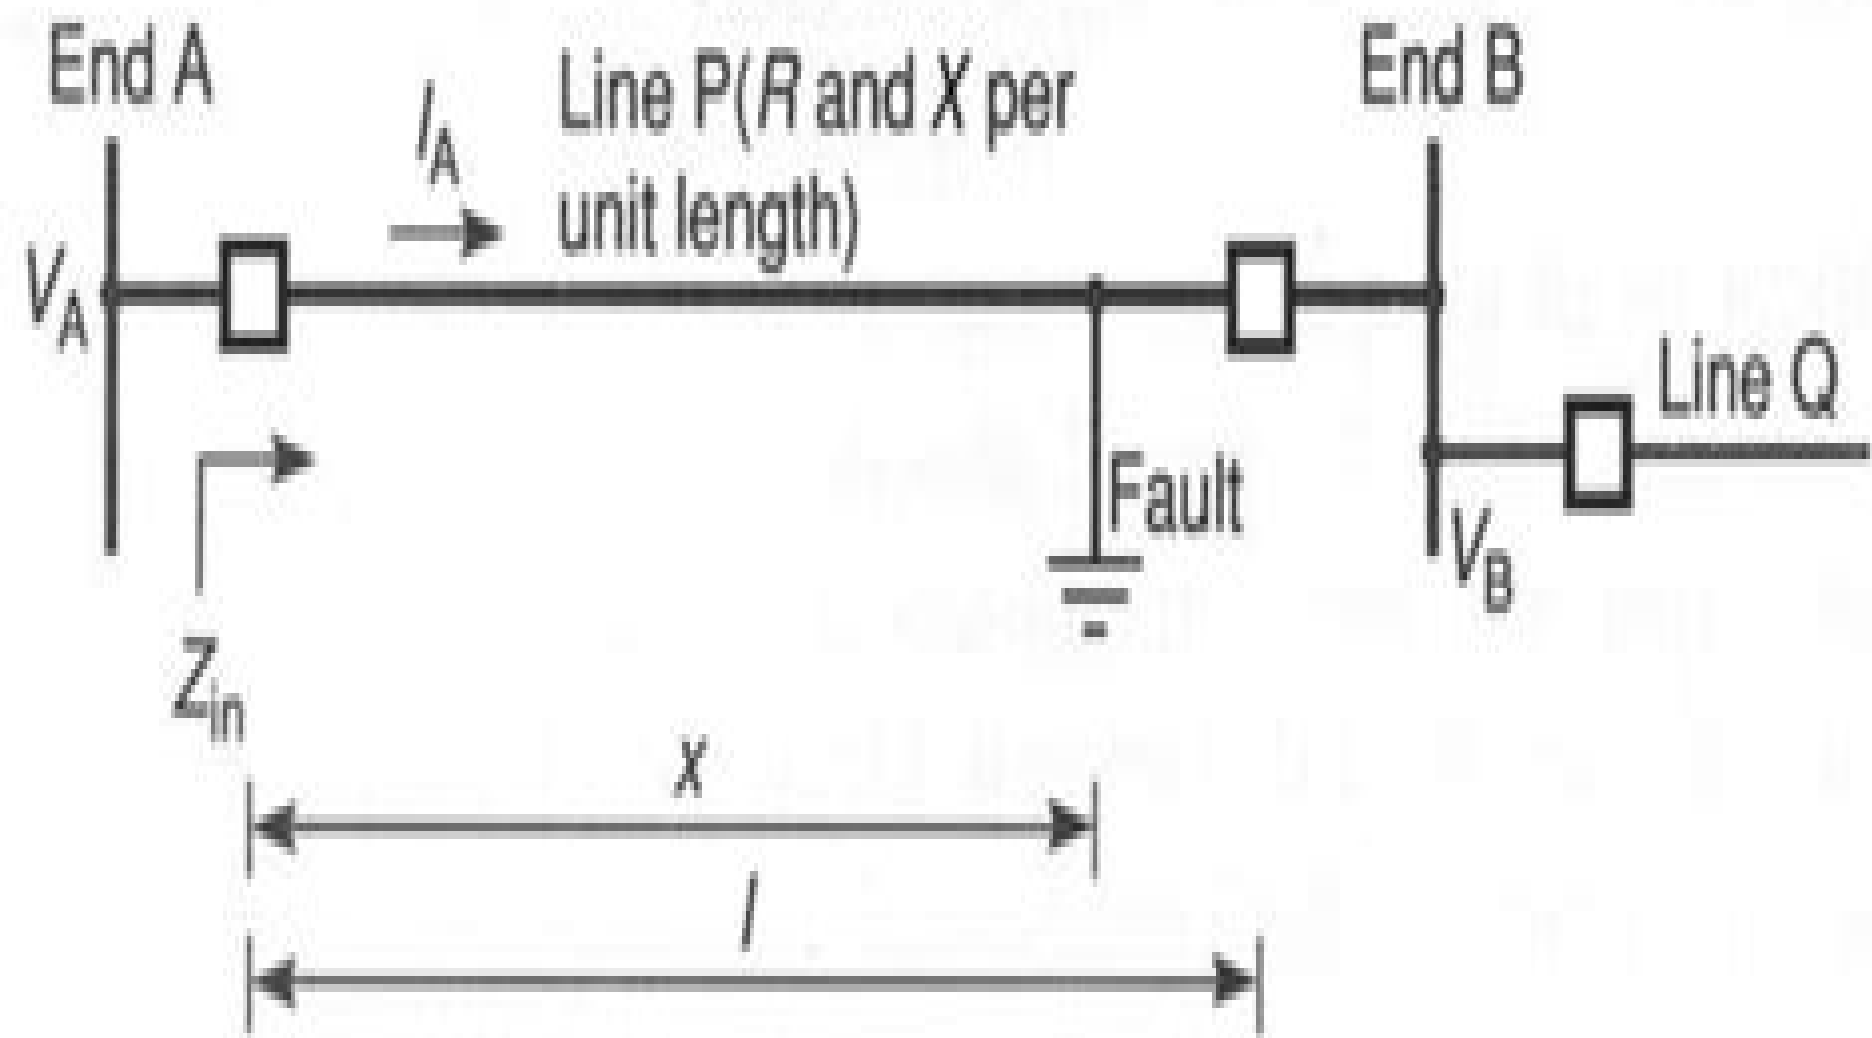 End A
I_A
Line P(R and X per
unit length)
End B
V_A
Line Q
Fault
V_B
Z_in
x
l